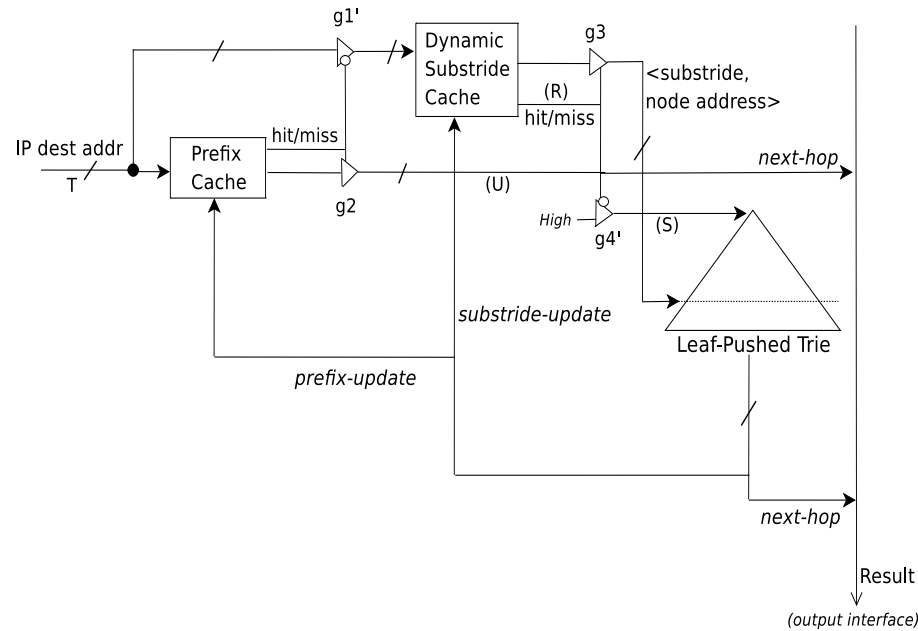 g1'
Dynamic
Substride
Cache
g3
<substride,
node address>
(R)
hit/miss
IP dest addr
T
Prefix
Cache
hit/miss
g2
(U)
next-hop
High
g4'
(S)
substride-update
Leaf-Pushed Trie
prefix-update
next-hop
Result
(output interface)